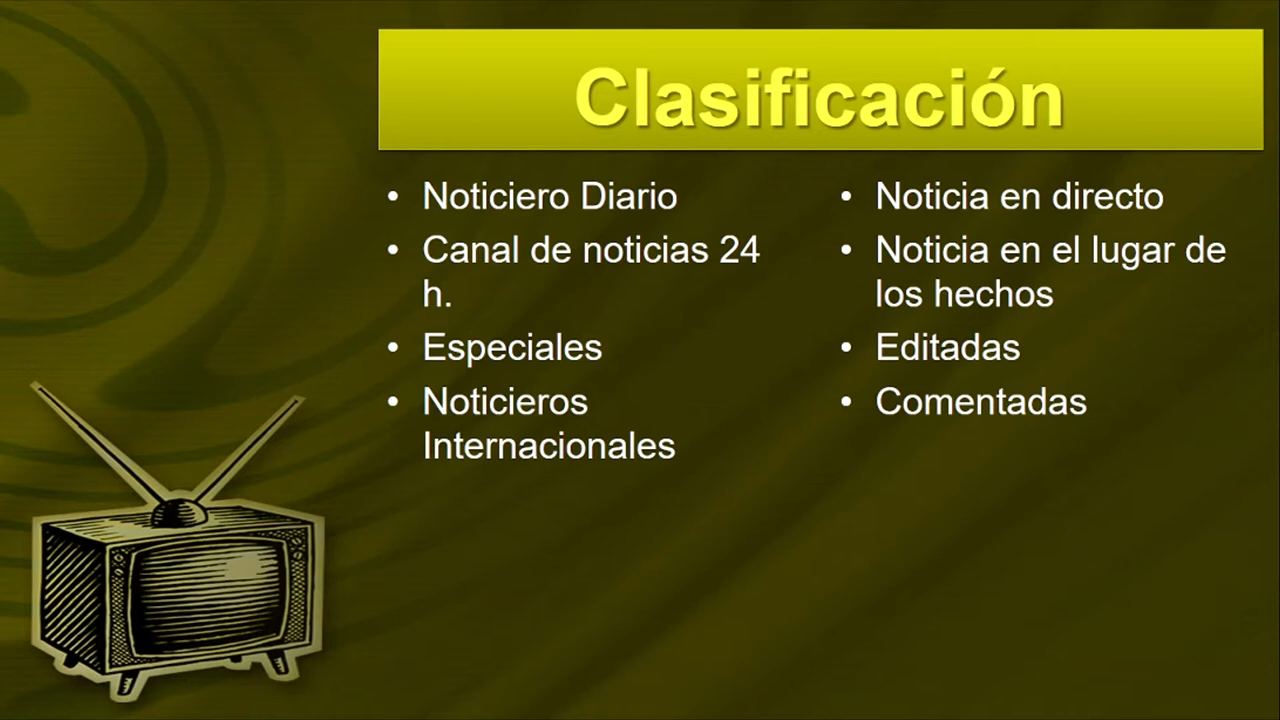 Clasificación
• Noticiero Diario
• Canal de noticias 24
h.
• Especiales
• Noticieros
Internacionales
• Noticia en directo
• Noticia en el lugar de
los hechos
• Editadas
• Comentadas